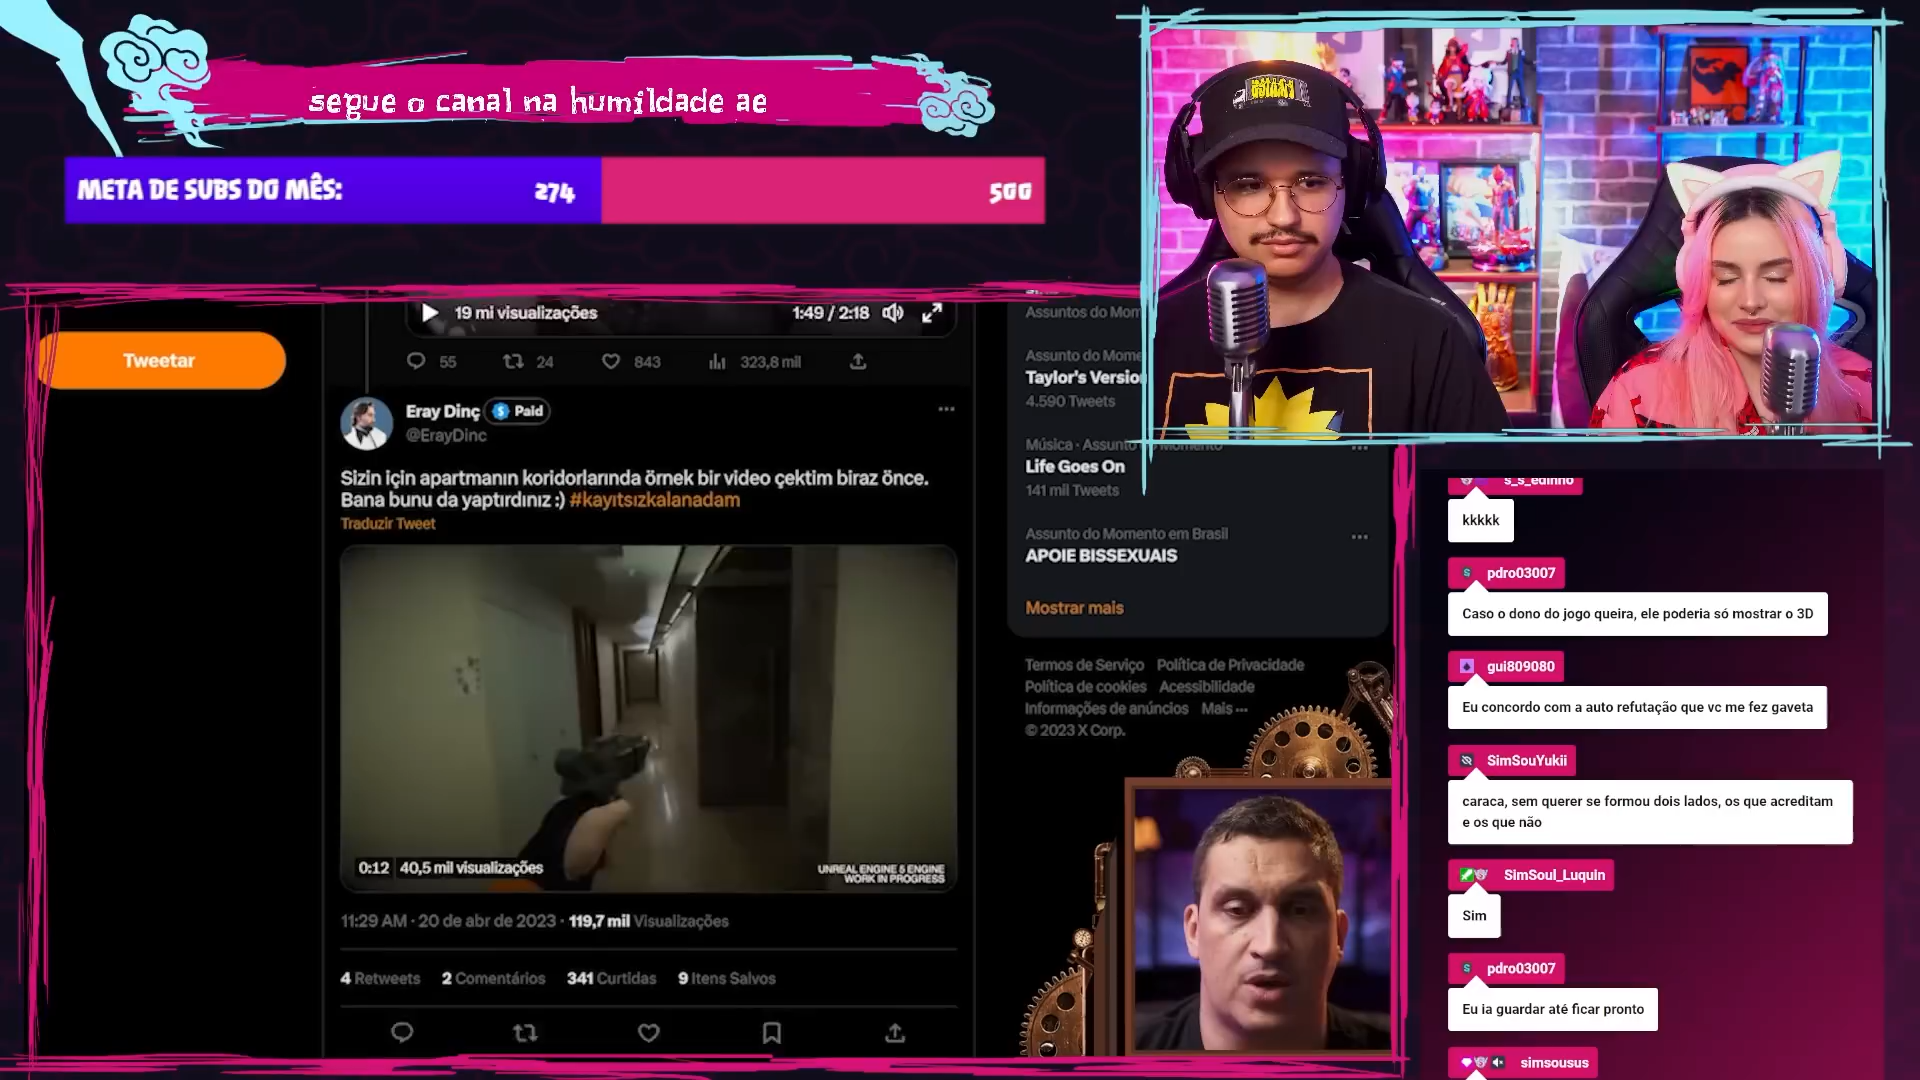 segue o canal na humildade ae
META DE SUBS DO MÊS: 274 500
19 mi visualizações 1:49 / 2:18
55 24 843 323,8 mil
Tweetar
Eray Dinç Paid
@ErayDinc
Sizin için apartmanın koridorlarında örnek bir video çektim biraz önce.
Bana bunu da yaptırdınız :) #kayıtsızkalanadam
Traduzir Tweet
0:12 40,5 mil visualizações
UNREAL ENGINE 5 ENGINE
WORK IN PROGRESS
11:29 AM · 20 de abr de 2023 · 119,7 mil Visualizações
4 Retweets 2 Comentários 341 Curtidas 9 Itens Salvos
Assuntos do Mom
Assunto do Mome
Taylor's Versio
4.590 Tweets
Música · Assunto do Momento
Life Goes On
141 mil Tweets
Assunto do Momento em Brasil
APOIE BISSEXUAIS
Mostrar mais
Termos de Serviço Política de Privacidade
Política de cookies Acessibilidade
Informações de anúncios Mais ···
© 2023 X Corp.
s_s_edinho
kkkkk
pdro03007
Caso o dono do jogo queira, ele poderia só mostrar o 3D
gui809080
Eu concordo com a auto refutação que vc me fez gaveta
SimSouYukii
caraca, sem querer se formou dois lados, os que acreditam
e os que não
SimSoul_Luquin
Sim
pdro03007
Eu ia guardar até ficar pronto
simsousus